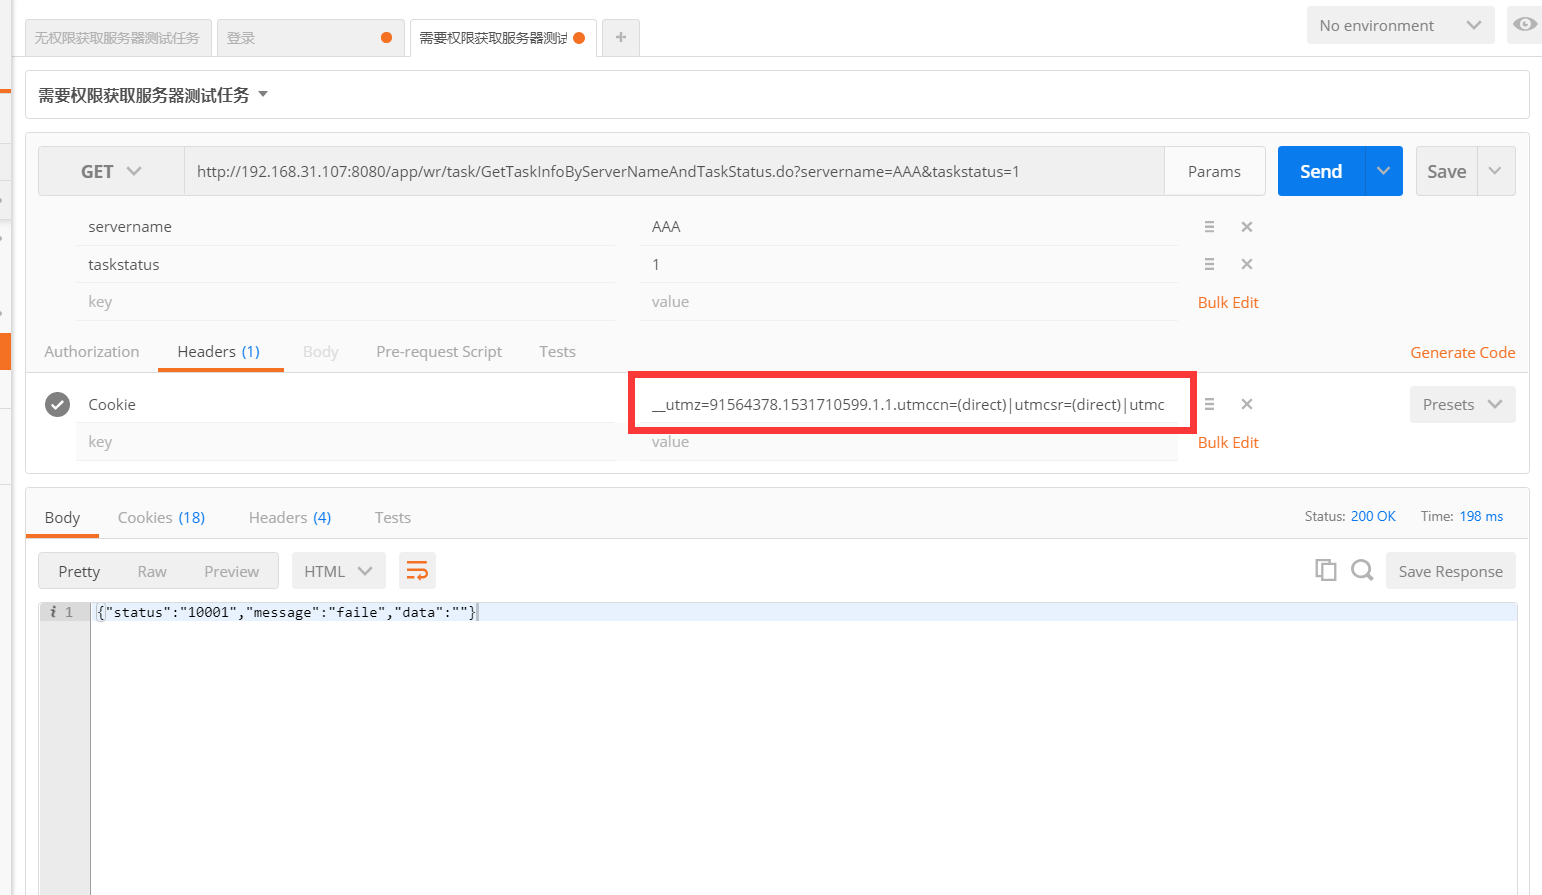 无权限获取服务器测试任务 登录 需要权限获取服务器测试 + No environment
需要权限获取服务器测试任务
GET http://192.168.31.107:8080/app/wr/task/GetTaskInfoByServerNameAndTaskStatus.do?servername=AAA&taskstatus=1 Params Send Save
servername AAA
taskstatus 1
key value Bulk Edit
Authorization Headers (1) Body Pre-request Script Tests Generate Code
Cookie __utmz=91564378.1531710599.1.1.utmccn=(direct)|utmcsr=(direct)|utmc Presets
key value Bulk Edit
Body Cookies (18) Headers (4) Tests Status: 200 OK Time: 198 ms
Pretty Raw Preview HTML Save Response
i 1 {"status":"10001","message":"faile","data":""}